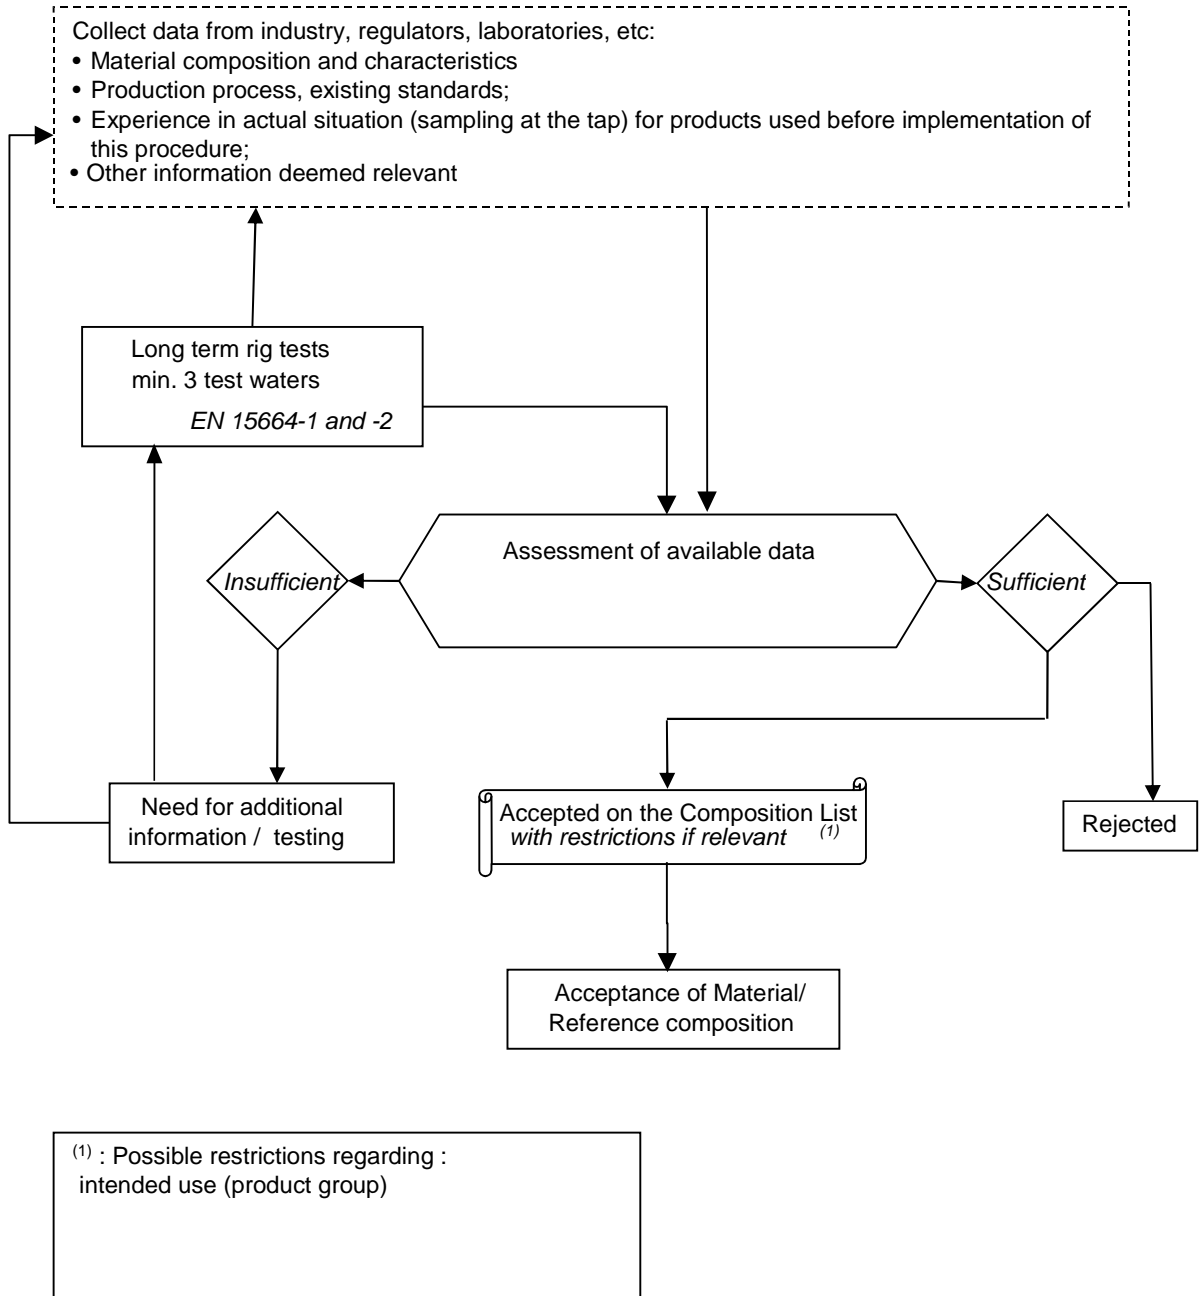 Collect data from industry, regulators, laboratories, etc:
• Material composition and characteristics
• Production process, existing standards;
• Experience in actual situation (sampling at the tap) for products used before implementation of
this procedure;
• Other information deemed relevant
Long term rig tests
min. 3 test waters
EN 15664-1 and -2
Assessment of available data
Insufficient
Sufficient
Need for additional
information / testing
Accepted on the Composition List
with restrictions if relevant (1)
Rejected
Acceptance of Material/
Reference composition
(1) : Possible restrictions regarding :
intended use (product group)